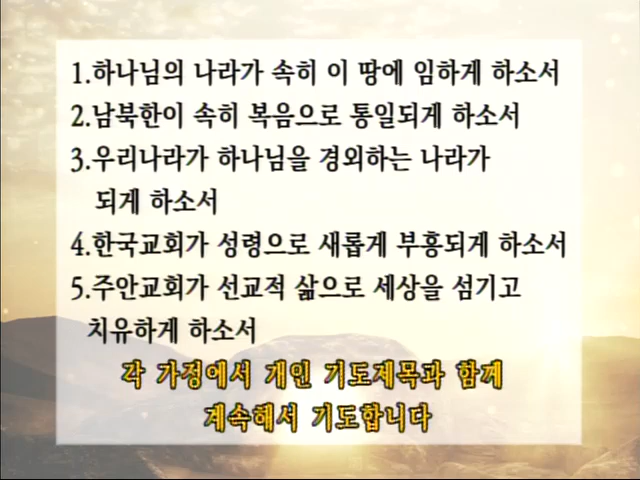 1.하나님의 나라가 속히 이 땅에 임하게 하소서
2.남북한이 속히 복음으로 통일되게 하소서
3.우리나라가 하나님을 경외하는 나라가
되게 하소서
4.한국교회가 성령으로 새롭게 부흥되게 하소서
5.주안교회가 선교적 삶으로 세상을 섬기고
치유하게 하소서
각 가정에서 개인 기도제목과 함께
계속해서 기도합니다